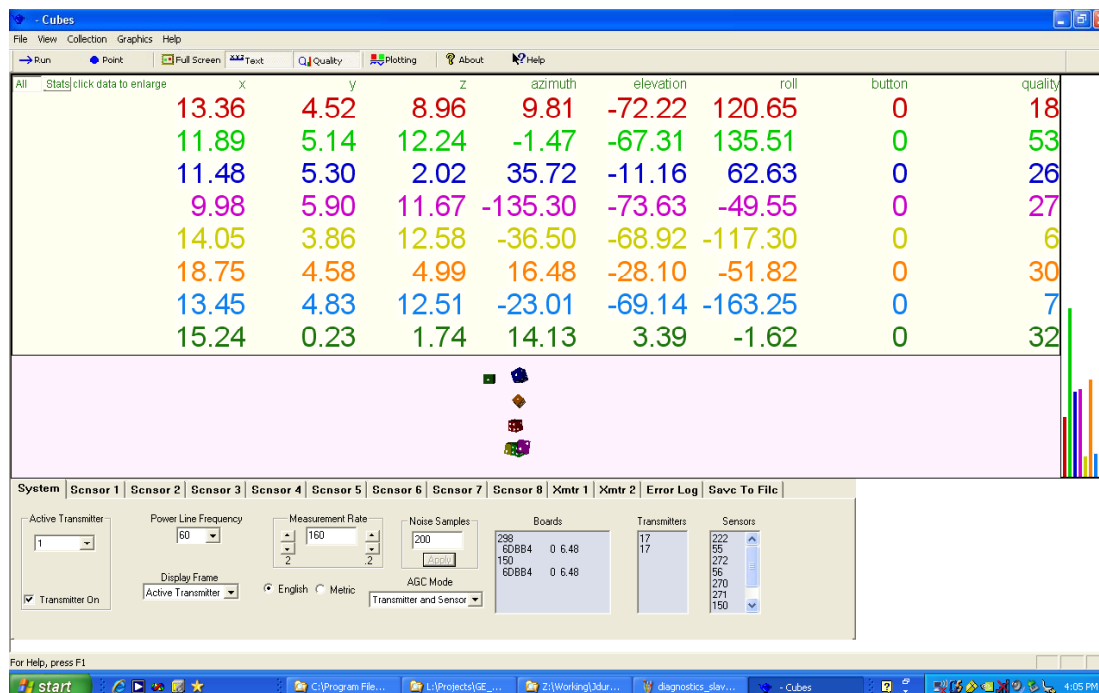 - Cubes
File View Collection Graphics Help
Run Point Full Screen Text Quality Plotting About Help
All Stats click data to enlarge x y z azimuth elevation roll button quality
13.36 4.52 8.96 9.81 -72.22 120.65 0 18
11.89 5.14 12.24 -1.47 -67.31 135.51 0 53
11.48 5.30 2.02 35.72 -11.16 62.63 0 26
9.98 5.90 11.67 -135.30 -73.63 -49.55 0 27
14.05 3.86 12.58 -36.50 -68.92 -117.30 0 6
18.75 4.58 4.99 16.48 -28.10 -51.82 0 30
13.45 4.83 12.51 -23.01 -69.14 -163.25 0 7
15.24 0.23 1.74 14.13 3.39 -1.62 0 32
System Sensor 1 Sensor 2 Sensor 3 Sensor 4 Sensor 5 Sensor 6 Sensor 7 Sensor 8 Xmtr 1 Xmtr 2 Error Log Save To File
Active Transmitter Power Line Frequency Measurement Rate Noise Samples Boards Transmitters Sensors
1 60 160 200
2 .2 Apply
298
6DBB4 0 6.48
150
6DBB4 0 6.48
17
17
222
55
272
56
270
271
150
Display Frame AGC Mode
Transmitter On Active Transmitter English Metric Transmitter and Sensor
For Help, press F1
start C:\Program File... L:\Projects\GE_... Z:\Working\Jdur... diagnostics_slav... - Cubes 4:05 PM